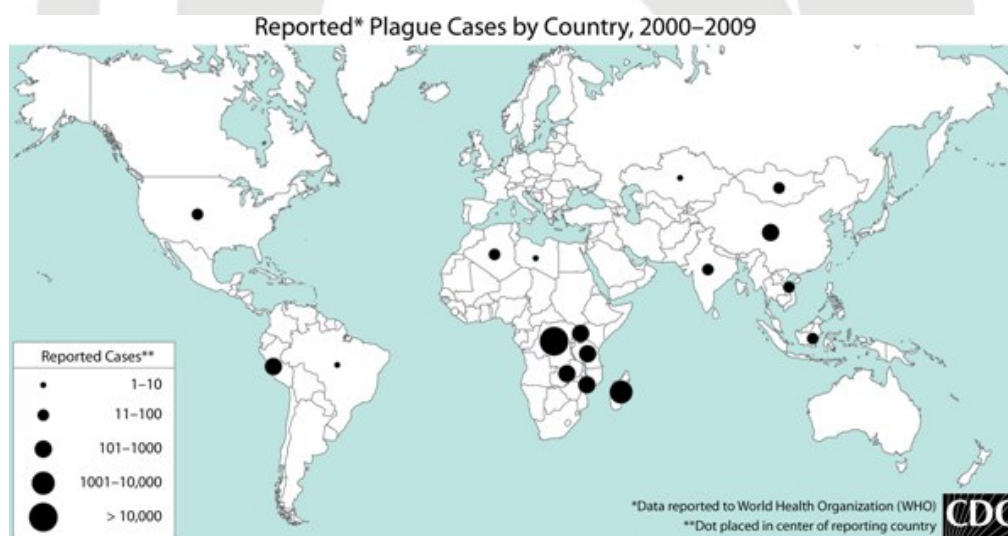 Reported* Plague Cases by Country, 2000–2009
Reported Cases**
1–10
11–100
101–1000
1001–10,000
> 10,000
*Data reported to World Health Organization (WHO)
**Dot placed in center of reporting country
CDC